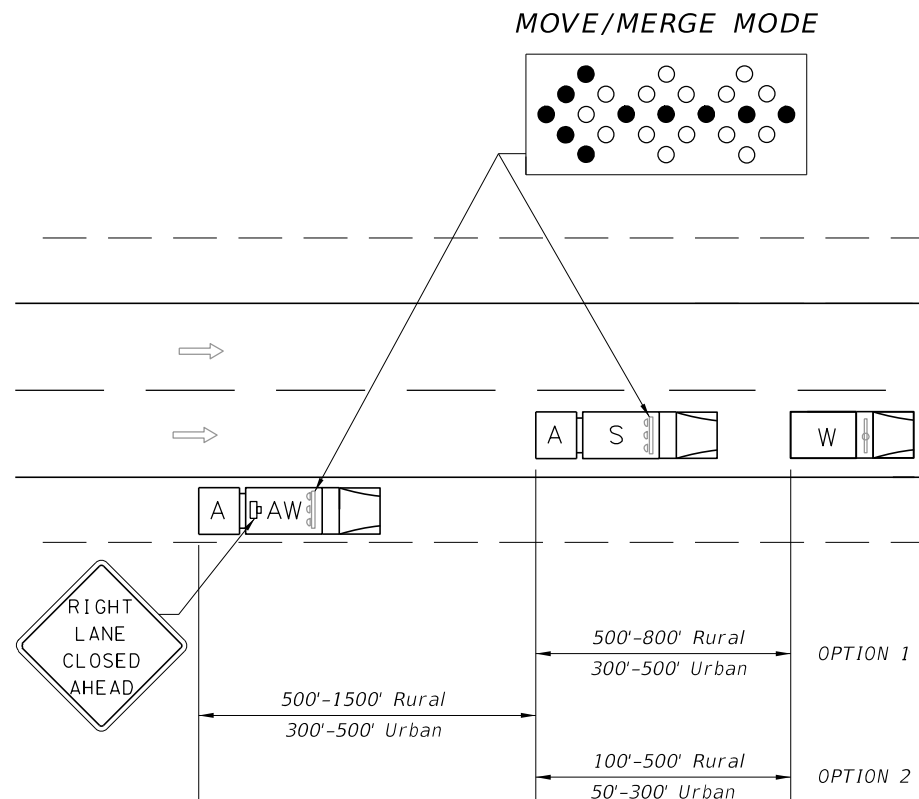 MOVE/MERGE MODE
A S
W
A AW
RIGHT
LANE
CLOSED
AHEAD
500'-800' Rural
300'-500' Urban
OPTION 1
500'-1500' Rural
300'-500' Urban
100'-500' Rural
50'-300' Urban
OPTION 2